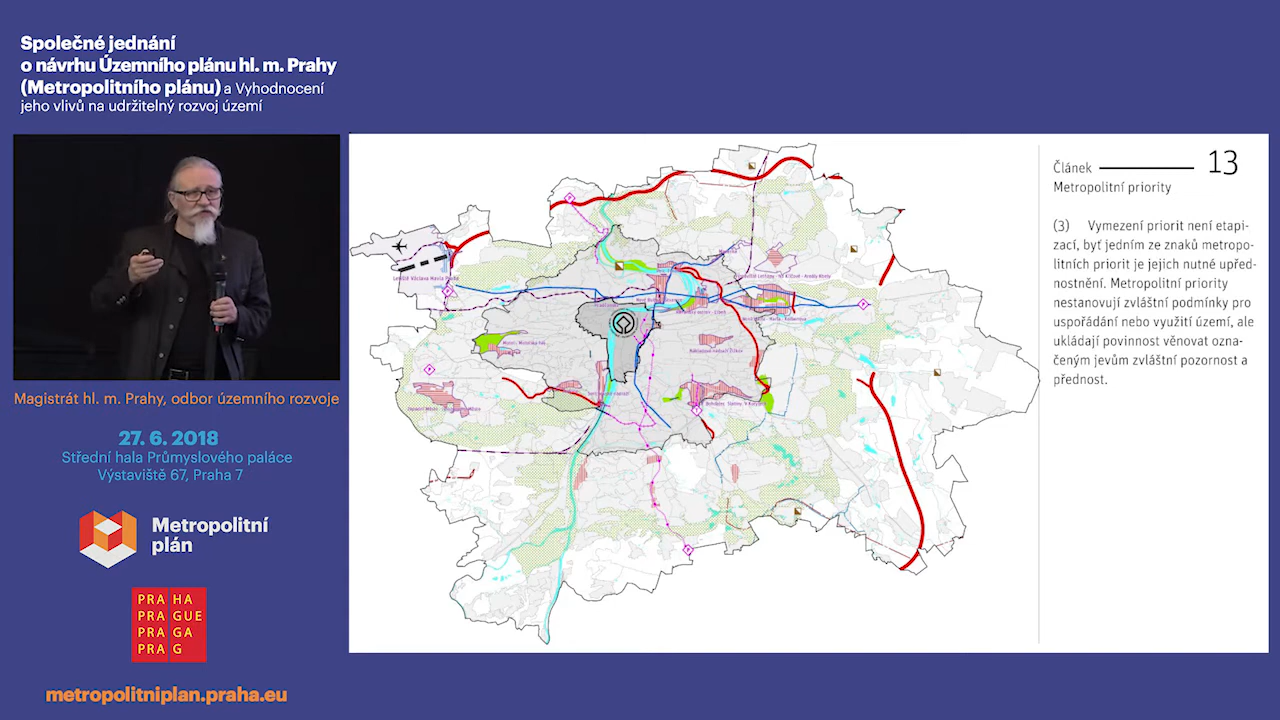 Společné jednání
o návrhu Územního plánu hl. m. Prahy
(Metropolitního plánu) a Vyhodnocení
jeho vlivů na udržitelný rozvoj území
Magistrát hl. m. Prahy, odbor územního rozvoje
27. 6. 2018
Střední hala Průmyslového paláce
Výstaviště 67, Praha 7
Metropolitní
plán
PRA HA
PRA GUE
PRA GA
PRA G
metropolitniplan.praha.eu
Letiště Václava Havla Praha
P
P
P
P
P
P
Článek 13
Metropolitní priority
(3) Vymezení priorit není etapi-
zací, byť jedním ze znaků metropo-
litních priorit je jejich nutné upřed-
nostnění. Metropolitní priority
nestanovují zvláštní podmínky pro
uspořádání nebo využití území, ale
ukládají povinnost věnovat ozna-
čeným jevům zvláštní pozornost a
přednost.